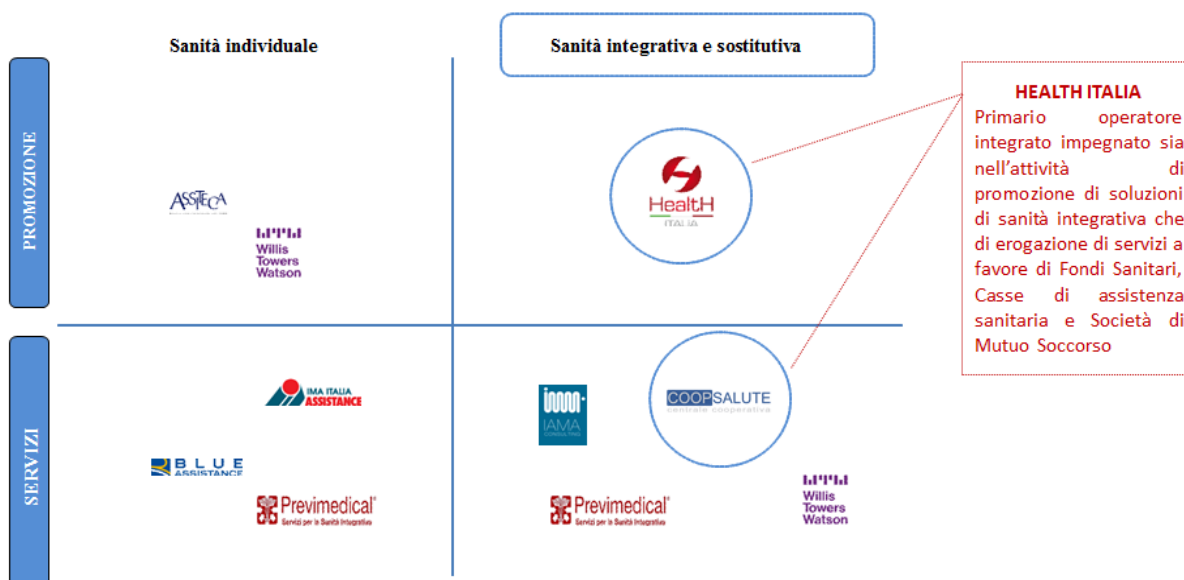 Sanità individuale
Sanità integrativa e sostitutiva
PROMOZIONE
ASSITECA
Willis
Towers
Watson
HealtH
ITALIA
HEALTH ITALIA
Primario operatore
integrato impegnato sia
nell'attività di
promozione di soluzioni
di sanità integrativa che
di erogazione di servizi a
favore di Fondi Sanitari,
Casse di assistenza
sanitaria e Società di
Mutuo Soccorso
SERVIZI
IMA ITALIA
ASSISTANCE
BLUE
ASSISTANCE
Previmedical®
Servizi per la Sanità Integrativa
IAMA
CONSULTING
COOPSALUTE
centrale cooperativa
Previmedical®
Servizi per la Sanità Integrativa
Willis
Towers
Watson